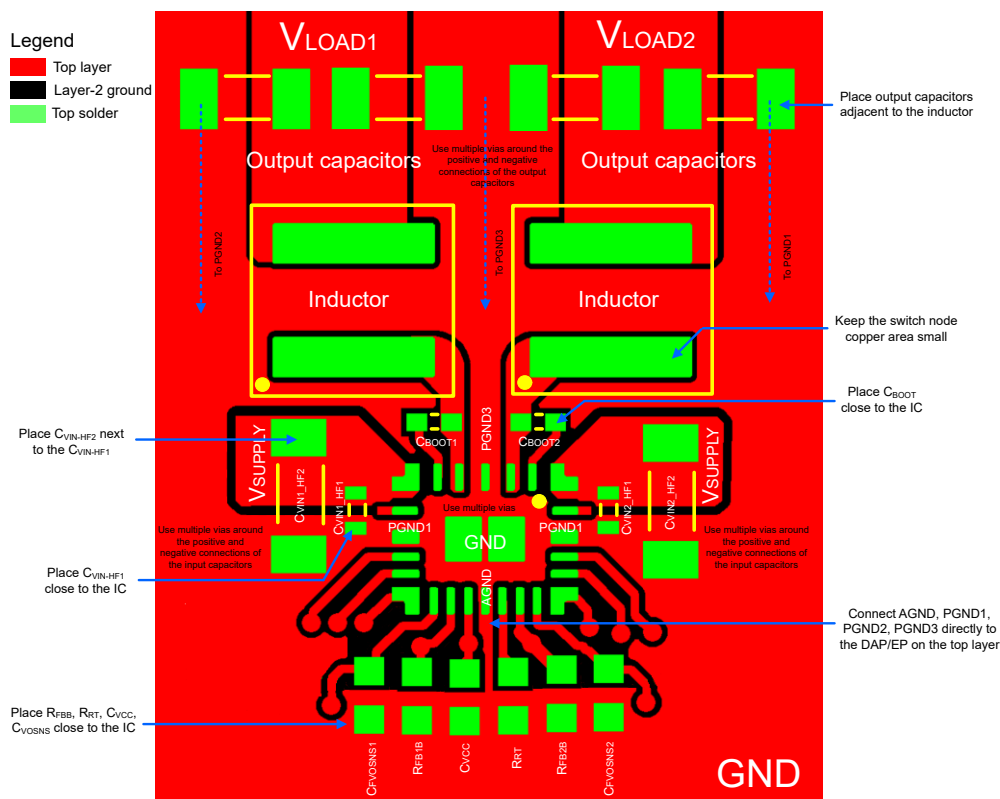 Legend
Top layer
Layer-2 ground
Top solder
VLOAD1
VLOAD2
Place output capacitors
adjacent to the inductor
Output capacitors
Use multiple vias around the
positive and negative
connections of the output
capacitors
Output capacitors
To PGND2
To PGND3
To PGND1
Inductor
Inductor
Keep the switch node
copper area small
Place CBOOT
close to the IC
Place CVIN-HF2 next
to the CVIN-HF1
VSUPPLY
CVIN1_HF2
CVIN1_HF1
CBOOT1
PGND3
CBOOT2
CVIN2_HF1
CVIN2_HF2
VSUPPLY
Use multiple vias
PGND1
PGND1
Use multiple vias around
the positive and
negative connections of
the input capacitors
Use multiple vias around
the positive and
negative connections of
the input capacitors
GND
AGND
Place CVIN-HF1
close to the IC
Connect AGND, PGND1,
PGND2, PGND3 directly to
the DAP/EP on the top layer
Place RFBB, RRT, CVCC,
CVOSNS close to the IC
CFVOSNS1
RFB1B
CVCC
RRT
RFB2B
CFVOSNS2
GND